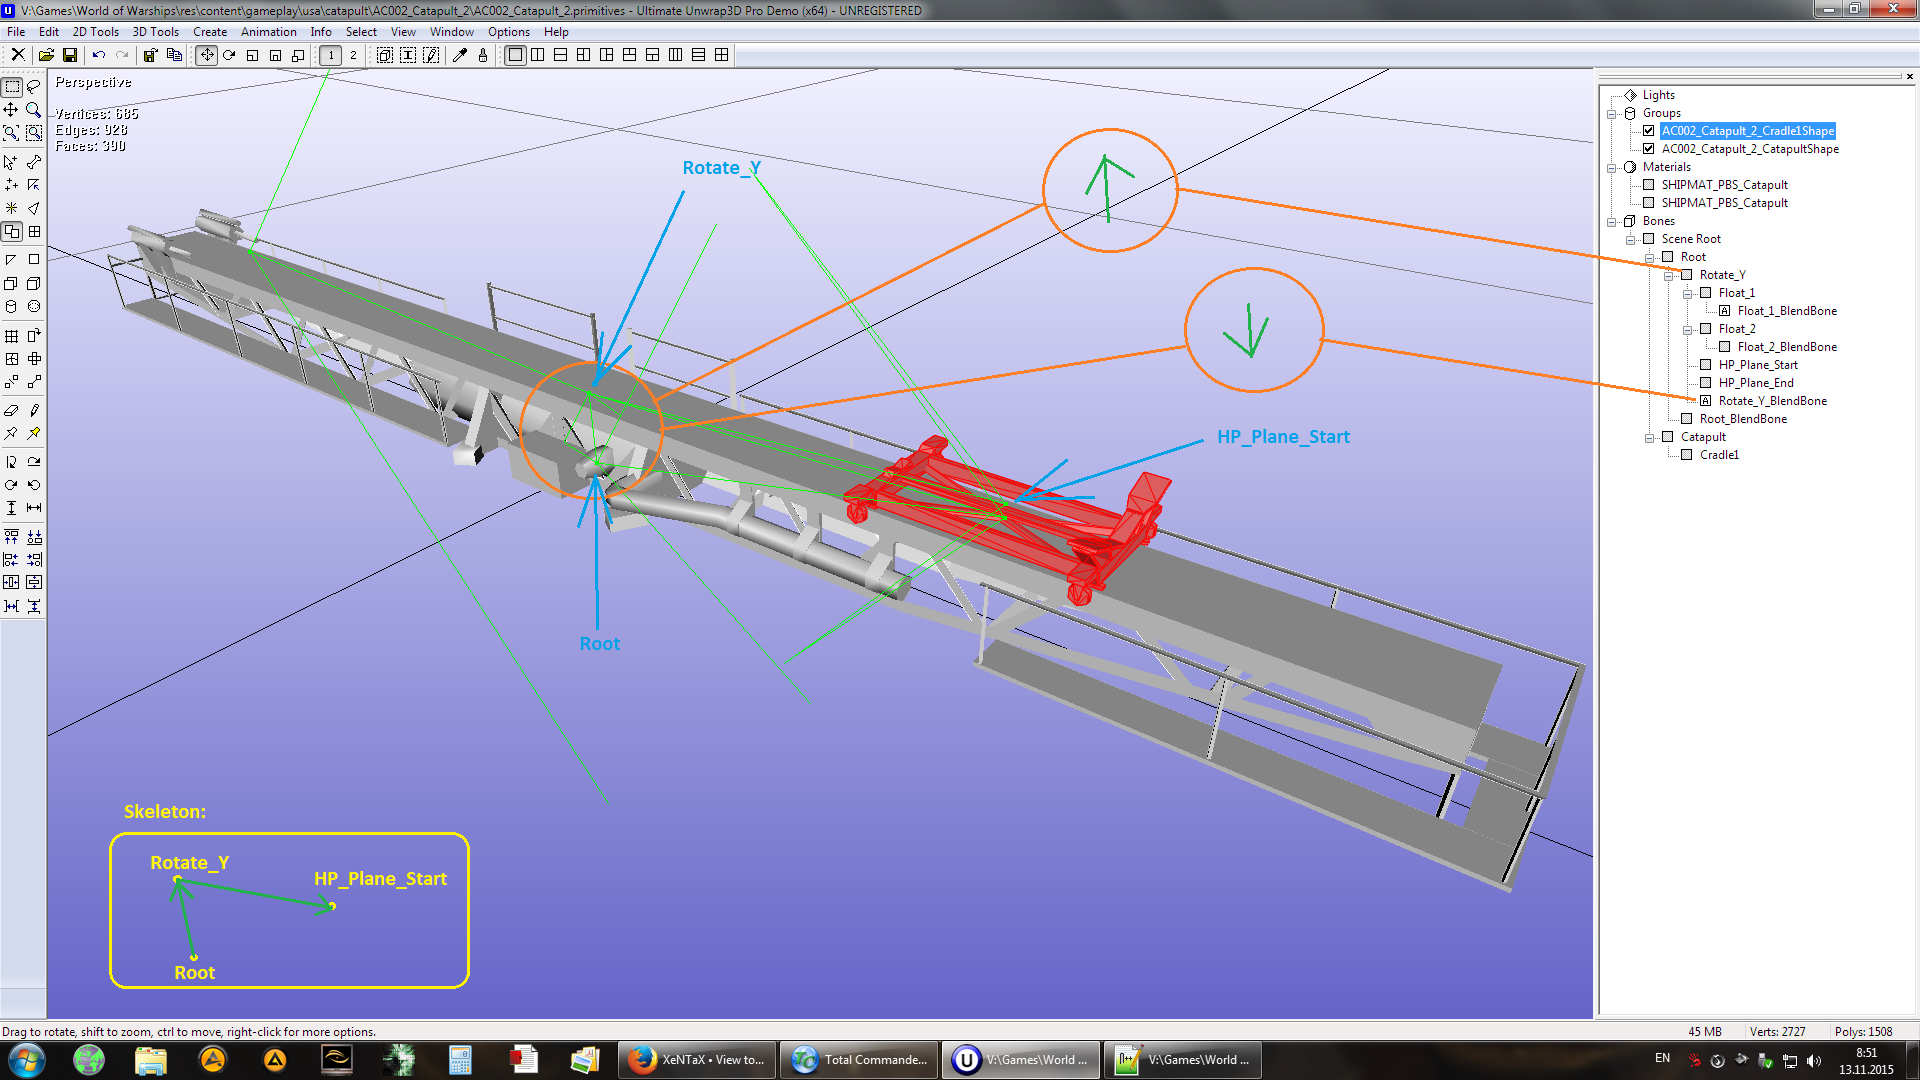 V:\Games\World of Warships\res\content\gameplay\usa\catapult\AC002_Catapult_2\AC002_Catapult_2.primitives - Ultimate Unwrap3D Pro Demo (x64) - UNREGISTERED
File Edit 2D Tools 3D Tools Create Animation Info Select View Window Options Help
1 2
Perspective
Vertices: 685
Edges: 928
Faces: 390
Rotate_Y
HP_Plane_Start
Root
Skeleton:
Rotate_Y
HP_Plane_Start
Root
Lights
Groups
AC002_Catapult_2_Cradle1Shape
AC002_Catapult_2_CatapultShape
Materials
SHIPMAT_PBS_Catapult
SHIPMAT_PBS_Catapult
Bones
Scene Root
Root
Rotate_Y
Float_1
A Float_1_BlendBone
Float_2
Float_2_BlendBone
HP_Plane_Start
HP_Plane_End
A Rotate_Y_BlendBone
Root_BlendBone
Catapult
Cradle1
Drag to rotate, shift to zoom, ctrl to move, right-click for more options.
45 MB Verts: 2727 Polys: 1508
XeNTaX • View to...
Total Commande...
V:\Games\World ...
V:\Games\World ...
EN
8:51
13.11.2015